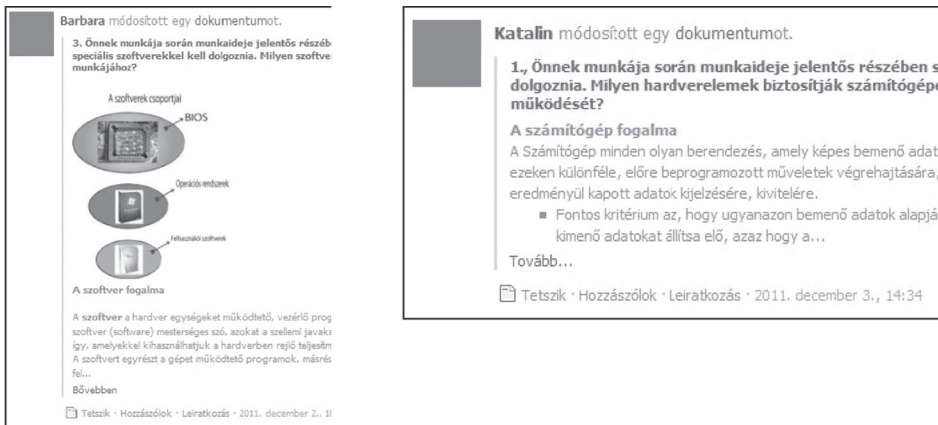 Barbara módosított egy dokumentumot.
3. Önnek munkája során munkaideje jelentős részéb
speciális szoftverekkel kell dolgoznia. Milyen szoftve
munkájához?
A szoftverek csoportjai
BIOS
Operációs rendszerek
Felhasználói szoftverek
A szoftver fogalma
A szoftver a hardver egységeket működtető, vezérlő prog
szoftver (software) mesterséges szó, azokat a szellemi javaka
így, amelyekkel kihasználhatjuk a hardverben rejlő teljesítm
A szoftvert egyrészt a gépet működtető programok, másrés
fel...
Bővebben
Tetszik · Hozzászólok · Leiratkozás · 2011. december 2.,
Katalin módosított egy dokumentumot.
1., Önnek munkája során munkaideje jelentős részében s
dolgoznia. Milyen hardverelemek biztosítják számítógépe
működését?
A számítógép fogalma
A Számítógép minden olyan berendezés, amely képes bemenő adat
ezeken különféle, előre beprogramozott műveletek végrehajtására,
eredményül kapott adatok kijelzésére, kivitelére.
Fontos kritérium az, hogy ugyanazon bemenő adatok alapjá
kimenő adatokat állítsa elő, azaz hogy a...
Tovább...
Tetszik · Hozzászólok · Leiratkozás · 2011. december 3., 14:34